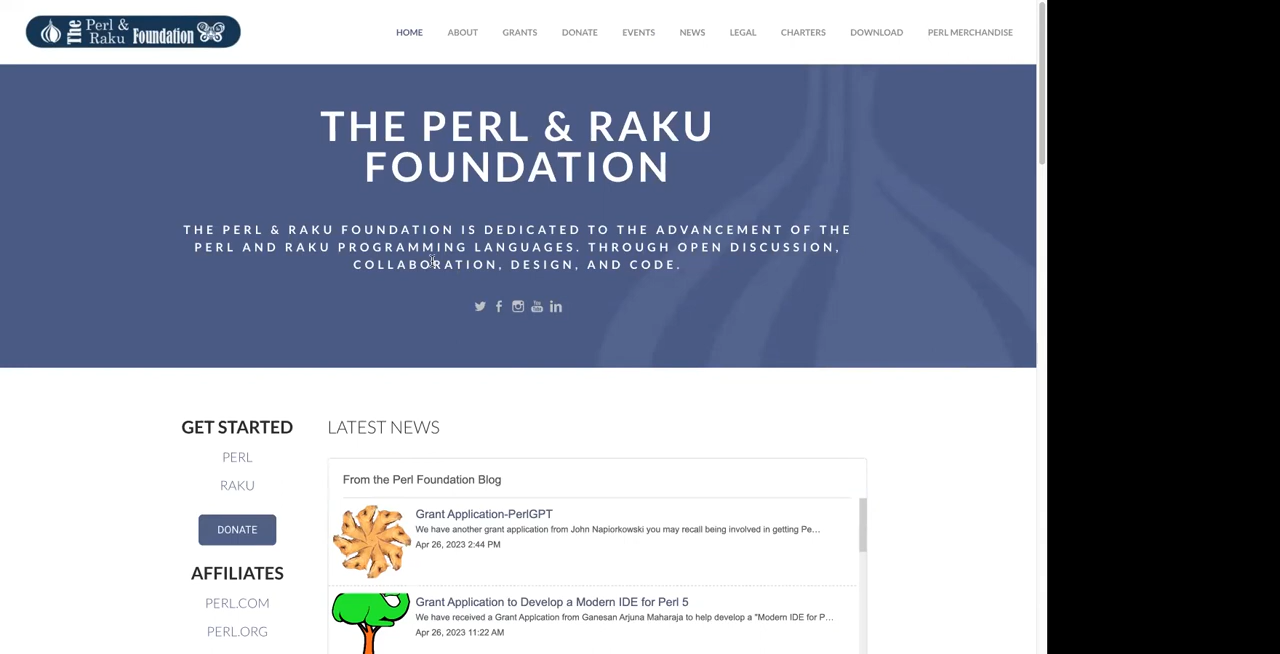 The Perl & Raku Foundation
HOME ABOUT GRANTS DONATE EVENTS NEWS LEGAL CHARTERS DOWNLOAD PERL MERCHANDISE
THE PERL & RAKU
FOUNDATION
THE PERL & RAKU FOUNDATION IS DEDICATED TO THE ADVANCEMENT OF THE
PERL AND RAKU PROGRAMMING LANGUAGES. THROUGH OPEN DISCUSSION,
COLLABORATION, DESIGN, AND CODE.
GET STARTED
PERL
RAKU
DONATE
AFFILIATES
PERL.COM
PERL.ORG
LATEST NEWS
From the Perl Foundation Blog
Grant Application-PerlGPT
We have another grant application from John Napiorkowski you may recall being involved in getting Pe...
Apr 26, 2023 2:44 PM
Grant Application to Develop a Modern IDE for Perl 5
We have received a Grant Appication from Ganesan Arjuna Maharaja to help develop a "Modern IDE for P...
Apr 26, 2023 11:22 AM